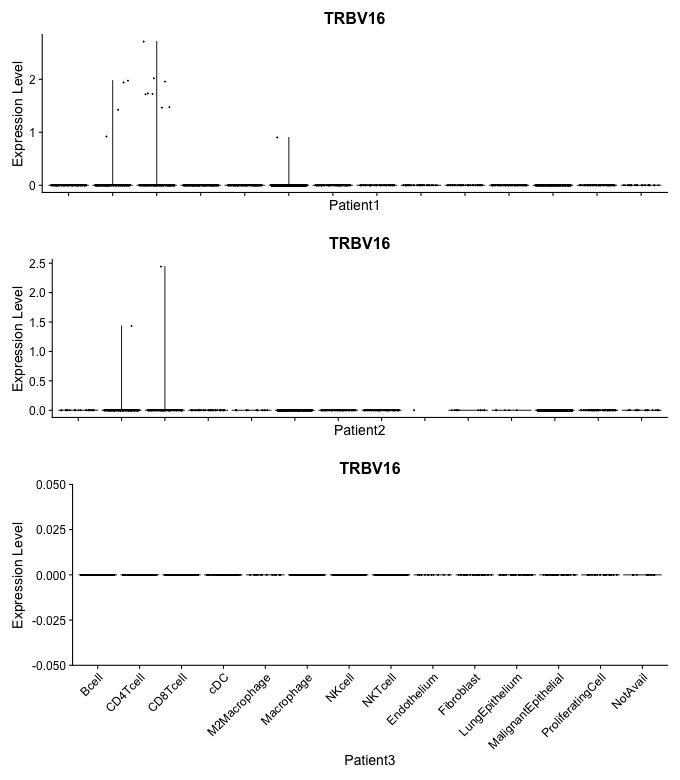 TRBV16
Expression Level
2
1
0
Patient1
TRBV16
Expression Level
2.5
2.0
1.5
1.0
0.5
0.0
Patient2
TRBV16
Expression Level
0.050
0.025
0.000
-0.025
-0.050
Bcell
CD4Tcell
CD8Tcell
cDC
M2Macrophage
Macrophage
NKcell
NKTcell
Endothelium
Fibroblast
LungEpithelium
MalignantEpithelial
ProliferatingCell
NotAvail
Patient3